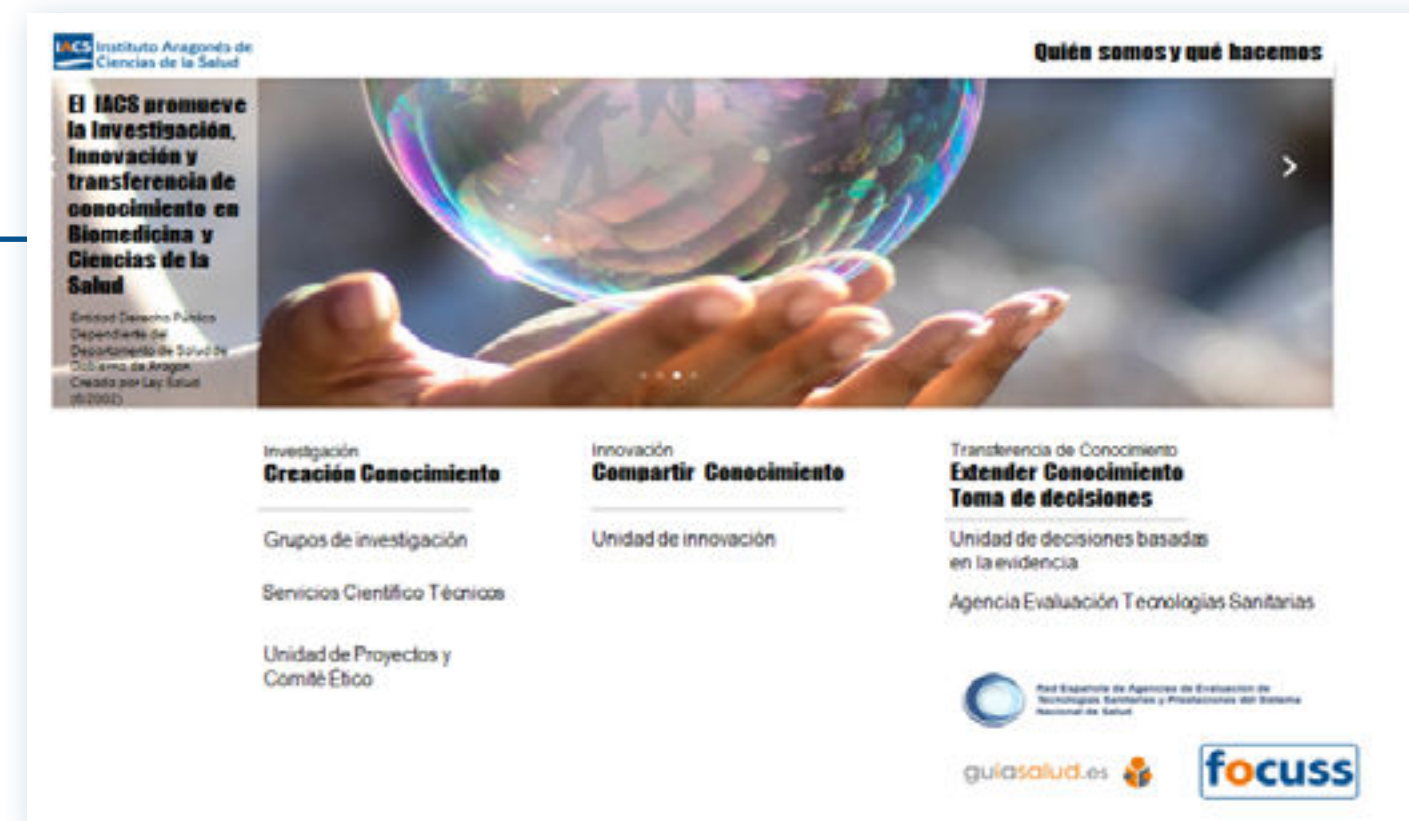 IACS Instituto Aragonés de
Ciencias de la Salud
Quién somos y qué hacemos
El IACS promueve
la Investigación,
Innovación y
transferencia de
conocimiento en
Biomedicina y
Ciencias de la
Salud
Entidad Derecho Público
Dependiente del
Departamento de Salud de
Gobierno de Aragon
Creada por Ley Salud
(6/2002)
Investigación
Creación Conocimiento
Grupos de investigación
Servicios Científico Técnicos
Unidad de Proyectos y
Comité Ético
Innovación
Compartir Conocimiento
Unidad de innovación
Transferencia de Conocimiento
Extender Conocimiento
Toma de decisiones
Unidad de decisiones basadas
en la evidencia
Agencia Evaluación Tecnologías Sanitarias
Red Española de Agencias de Evaluación de
Tecnologías Sanitarias y Prestaciones del Sistema
Nacional de Salud
guiasalud.es
focuss